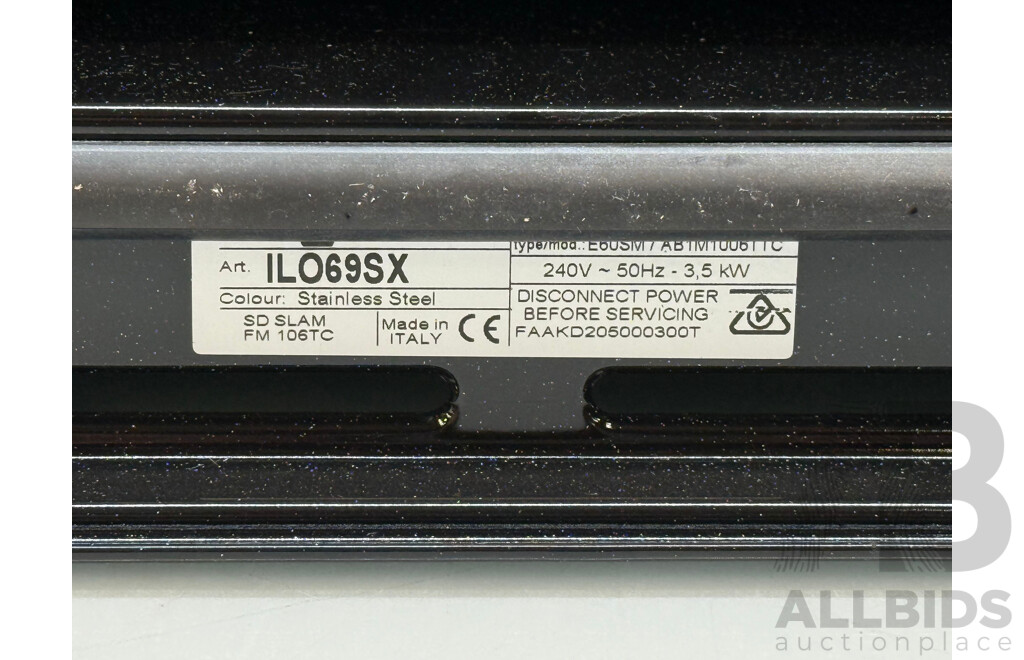 Type/mod.: E60SM / AB1M10061TC
Art. ILO69SX
240V ~ 50Hz - 3,5 kW
Colour: Stainless Steel
DISCONNECT POWER
BEFORE SERVICING
FAAKD205000300T
SD SLAM
FM 106TC
Made in
ITALY
CE
ALLBIDS
auctionplace